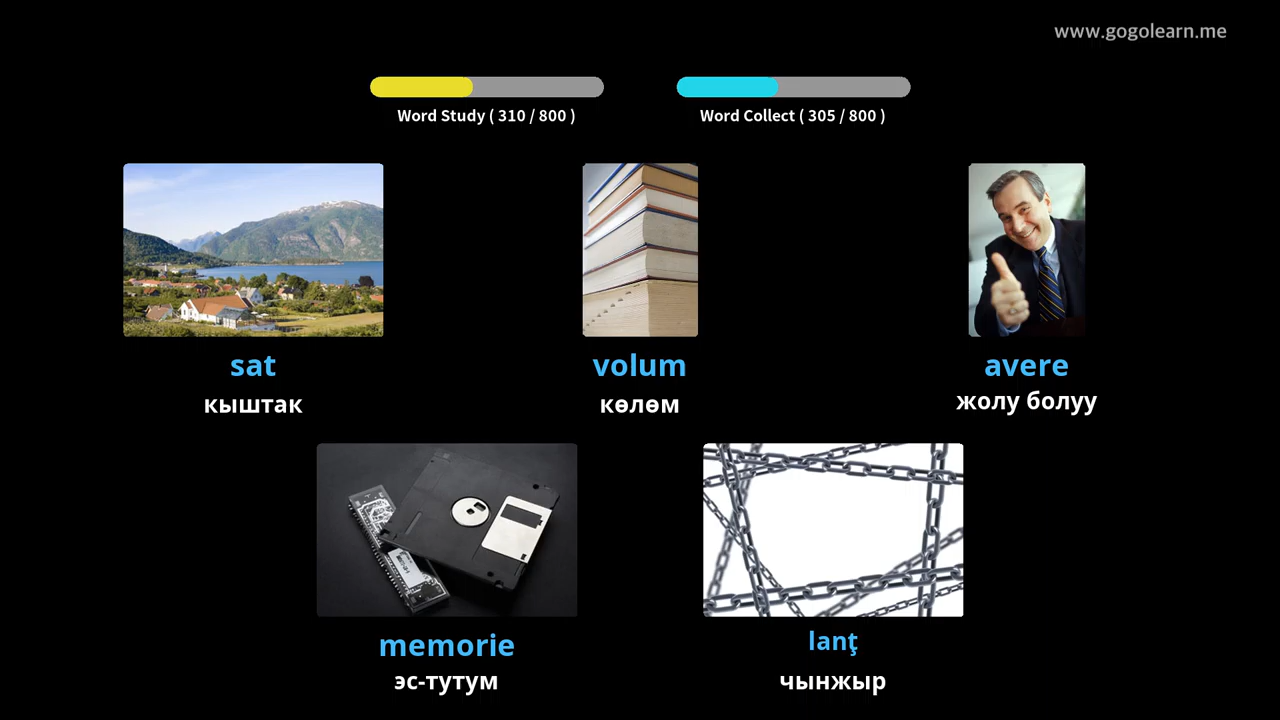 www.gogolearn.me
Word Study ( 310 / 800 )
Word Collect ( 305 / 800 )
sat
кыштак
volum
көлөм
avere
жолу болуу
memorie
эс-тутум
lanţ
чынжыр